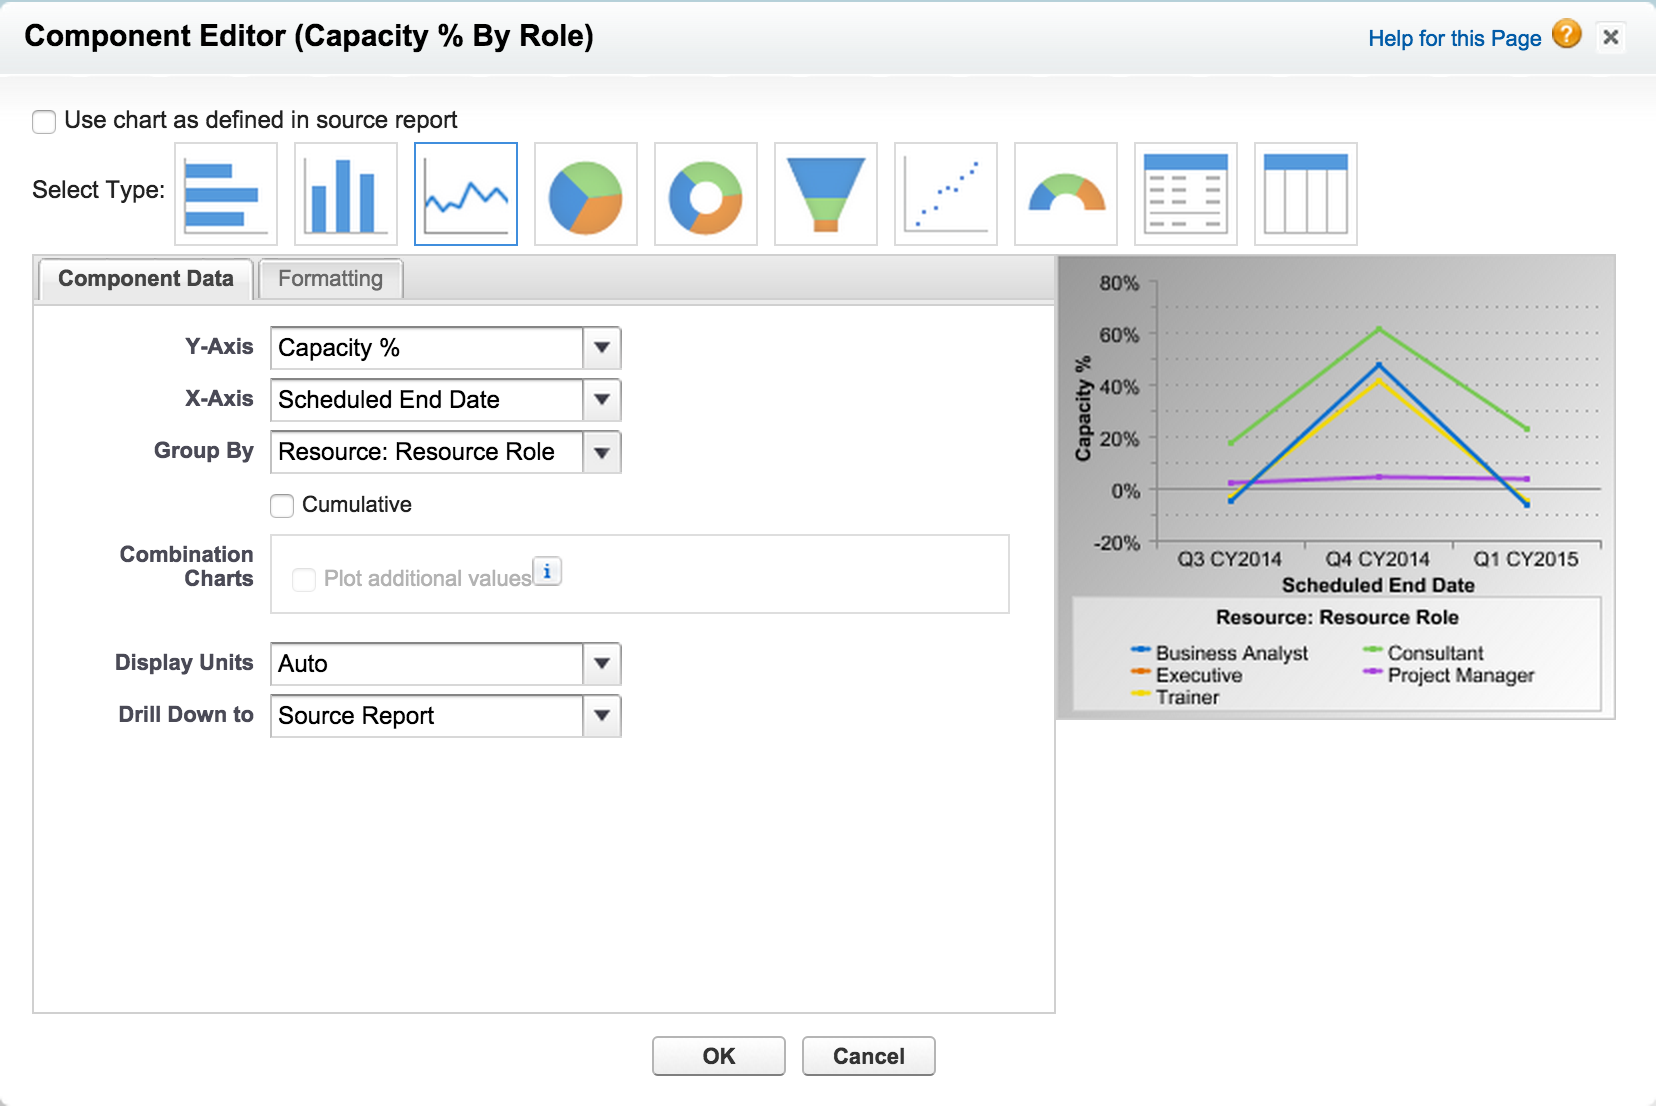 Component Editor (Capacity % By Role)
Help for this Page
?
Use chart as defined in source report
Select Type:
Component Data
Formatting
Y-Axis
Capacity %
X-Axis
Scheduled End Date
Group By
Resource: Resource Role
Cumulative
Combination
Charts
Plot additional values
i
Display Units
Auto
Drill Down to
Source Report
80%
60%
40%
20%
0%
-20%
Capacity %
Q3 CY2014
Q4 CY2014
Q1 CY2015
Scheduled End Date
Resource: Resource Role
Business Analyst
Consultant
Executive
Project Manager
Trainer
OK
Cancel